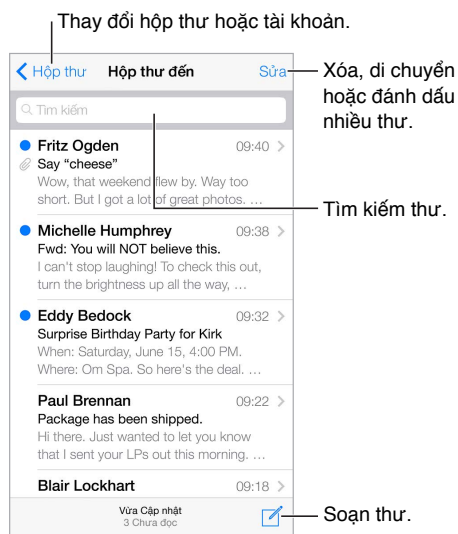 Thay đổi hộp thư hoặc tài khoản.
Hộp thư Hộp thư đến Sửa
Xóa, di chuyển
hoặc đánh dấu
nhiều thư.
Tìm kiếm
Fritz Ogden 09:40
Say “cheese”
Wow, that weekend flew by. Way too
short. But I got a lot of great photos. …
Tìm kiếm thư.
Michelle Humphrey 09:38
Fwd: You will NOT believe this.
I can't stop laughing! To check this out,
turn the brightness up all the way, …
Eddy Bedock 09:32
Surprise Birthday Party for Kirk
When: Saturday, June 15, 4:00 PM.
Where: Om Spa. So here's the deal. …
Paul Brennan 09:22
Package has been shipped.
Hi there. Just wanted to let you know
that I sent your LPs out this morning. …
Blair Lockhart 09:18
Vừa Cập nhật
3 Chưa đọc
Soạn thư.